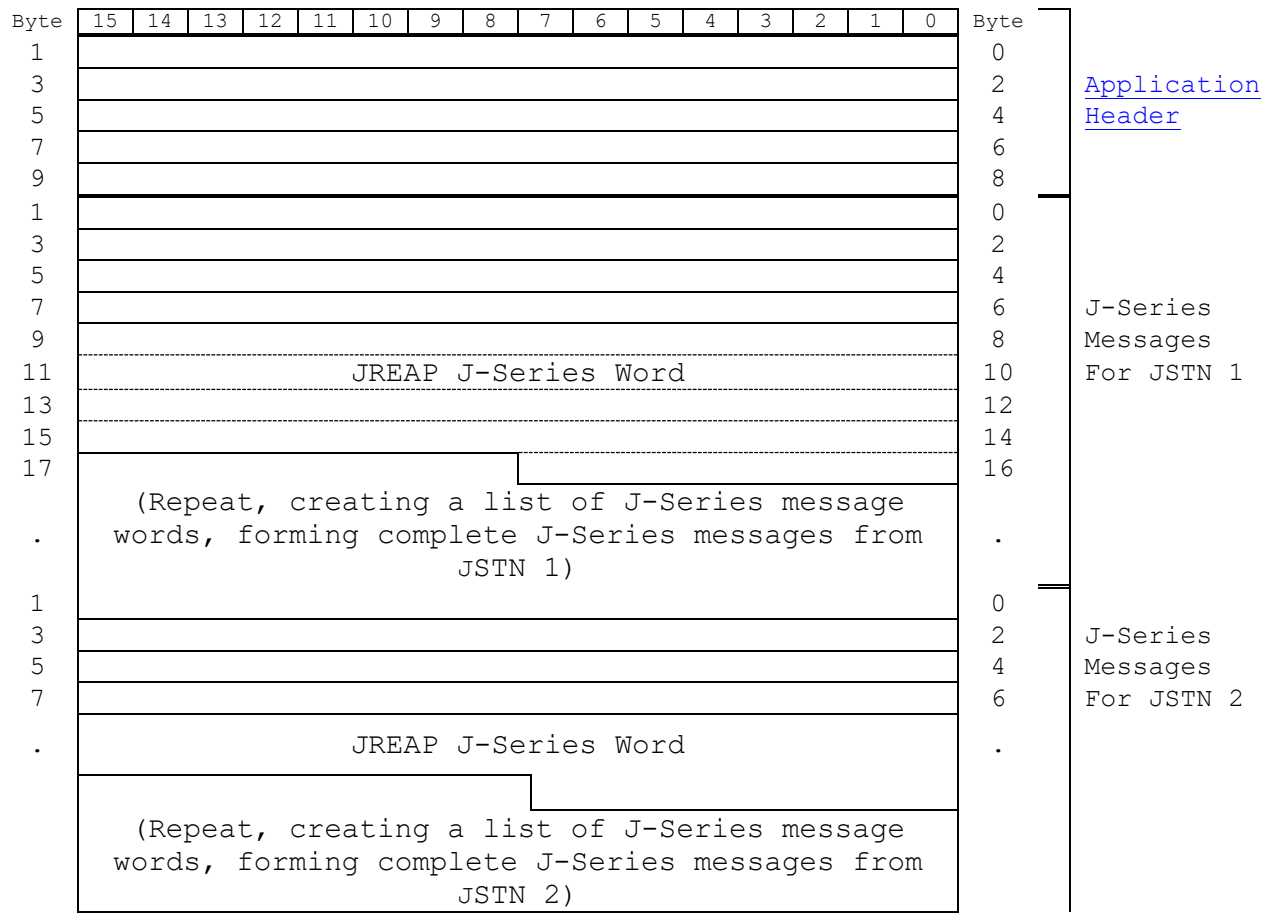 Byte 15 14 13 12 11 10 9 8 7 6 5 4 3 2 1 0 Byte
1 0
3 2 Application
5 4 Header
7 6
9 8
1 0
3 2
5 4
7 6 J-Series
9 8 Messages
11 JREAP J-Series Word 10 For JSTN 1
13 12
15 14
17 16
(Repeat, creating a list of J-Series message
. words, forming complete J-Series messages from .
JSTN 1)
1 0
3 2 J-Series
5 4 Messages
7 6 For JSTN 2
. JREAP J-Series Word .
(Repeat, creating a list of J-Series message
words, forming complete J-Series messages from
JSTN 2)